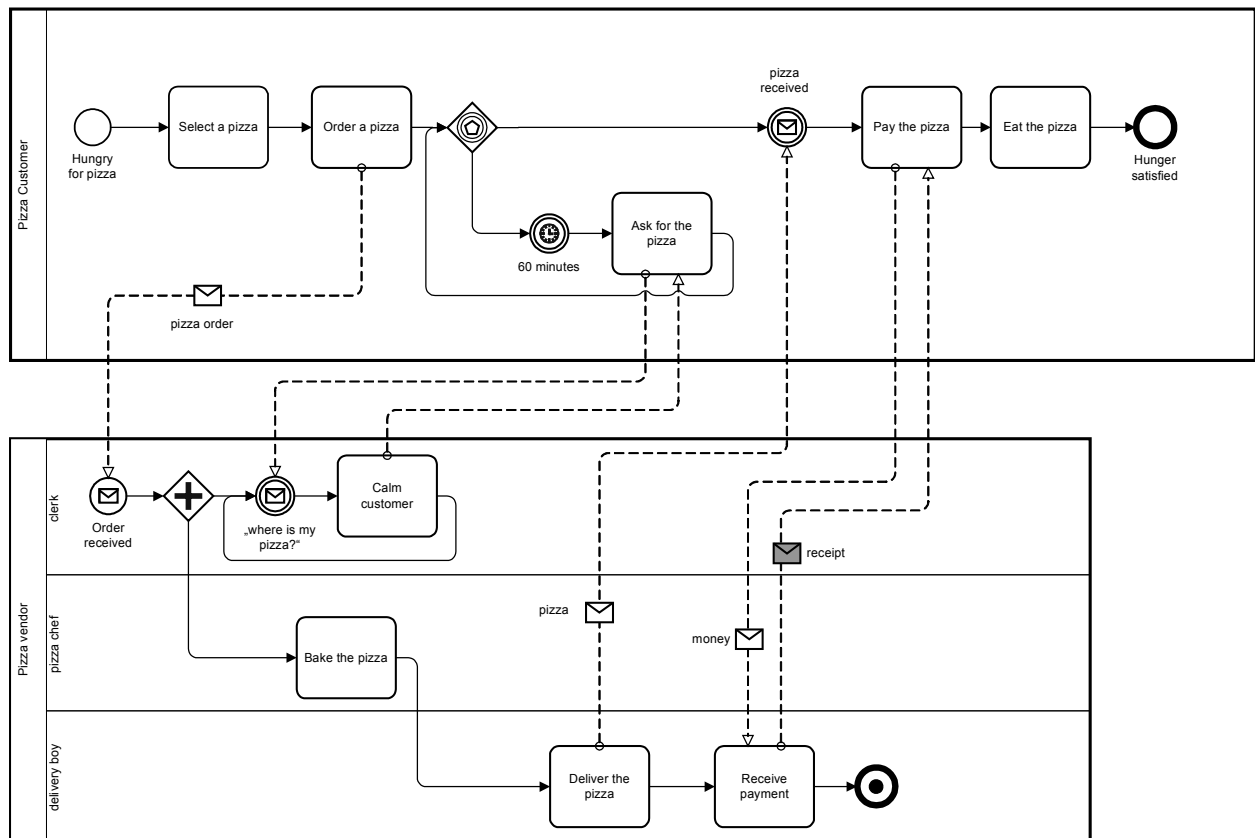 Pizza Customer
Hungry
for pizza
Select a pizza
Order a pizza
pizza
received
Pay the pizza
Eat the pizza
Hunger
satisfied
60 minutes
Ask for the
pizza
pizza order
Pizza vendor
clerk
Order
received
„where is my
pizza?“
Calm
customer
receipt
pizza chef
Bake the pizza
pizza
money
delivery boy
Deliver the
pizza
Receive
payment